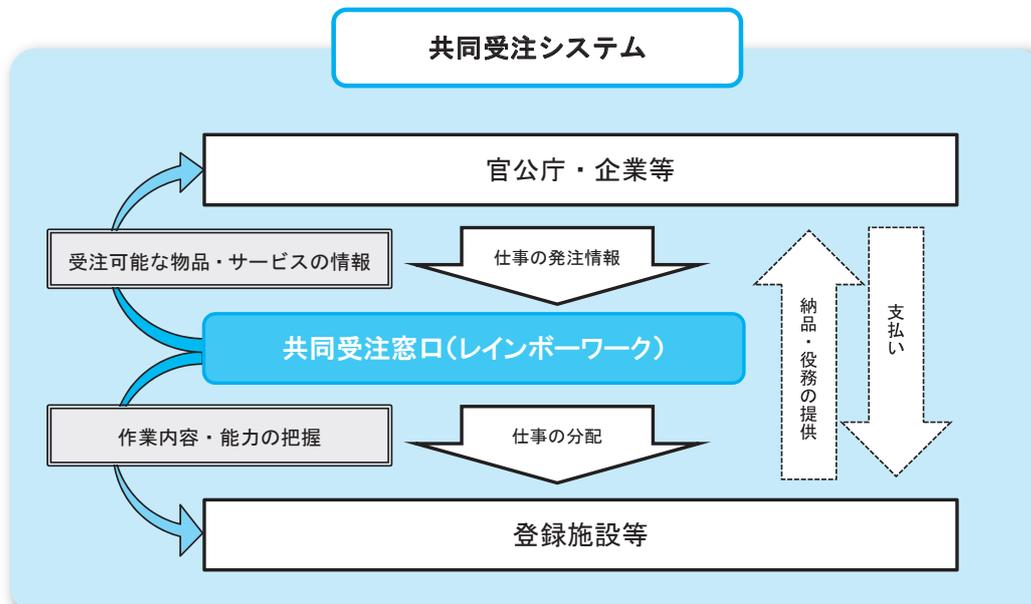 共同受注システム
官公庁・企業等
受注可能な物品・サービスの情報
仕事の発注情報
共同受注窓口（レインボーワーク）
納品・役務の提供
支払い
作業内容・能力の把握
仕事の分配
登録施設等